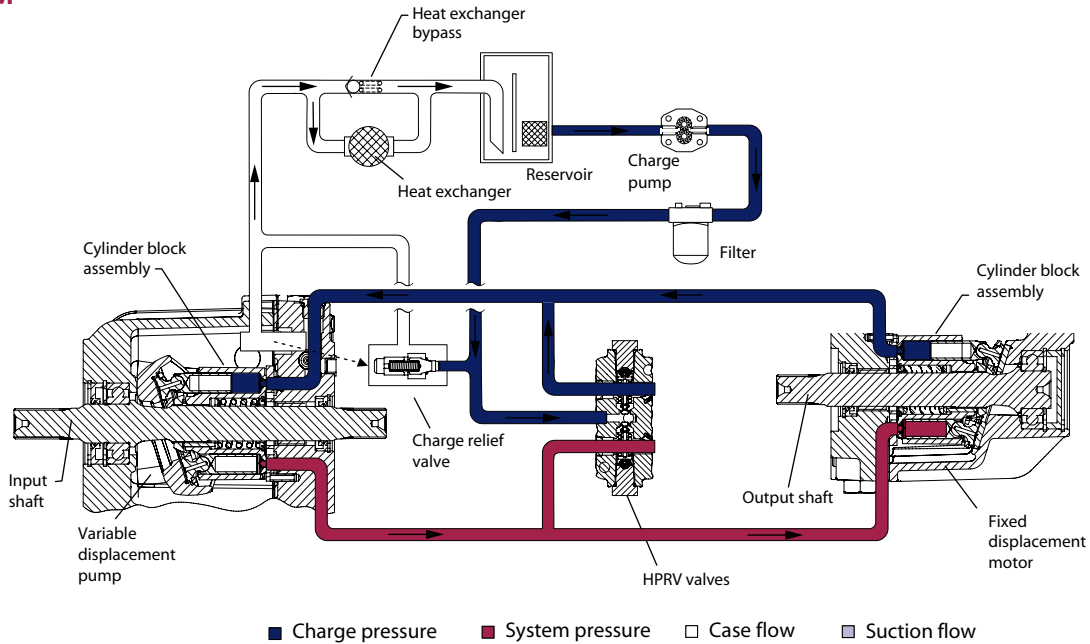 Heat exchanger
bypass
Reservoir
Heat exchanger
Charge
pump
Filter
Cylinder block
assembly
Cylinder block
assembly
Charge relief
valve
Input
shaft
Output shaft
Variable
displacement
pump
HPRV valves
Fixed
displacement
motor
Charge pressure
System pressure
Case flow
Suction flow